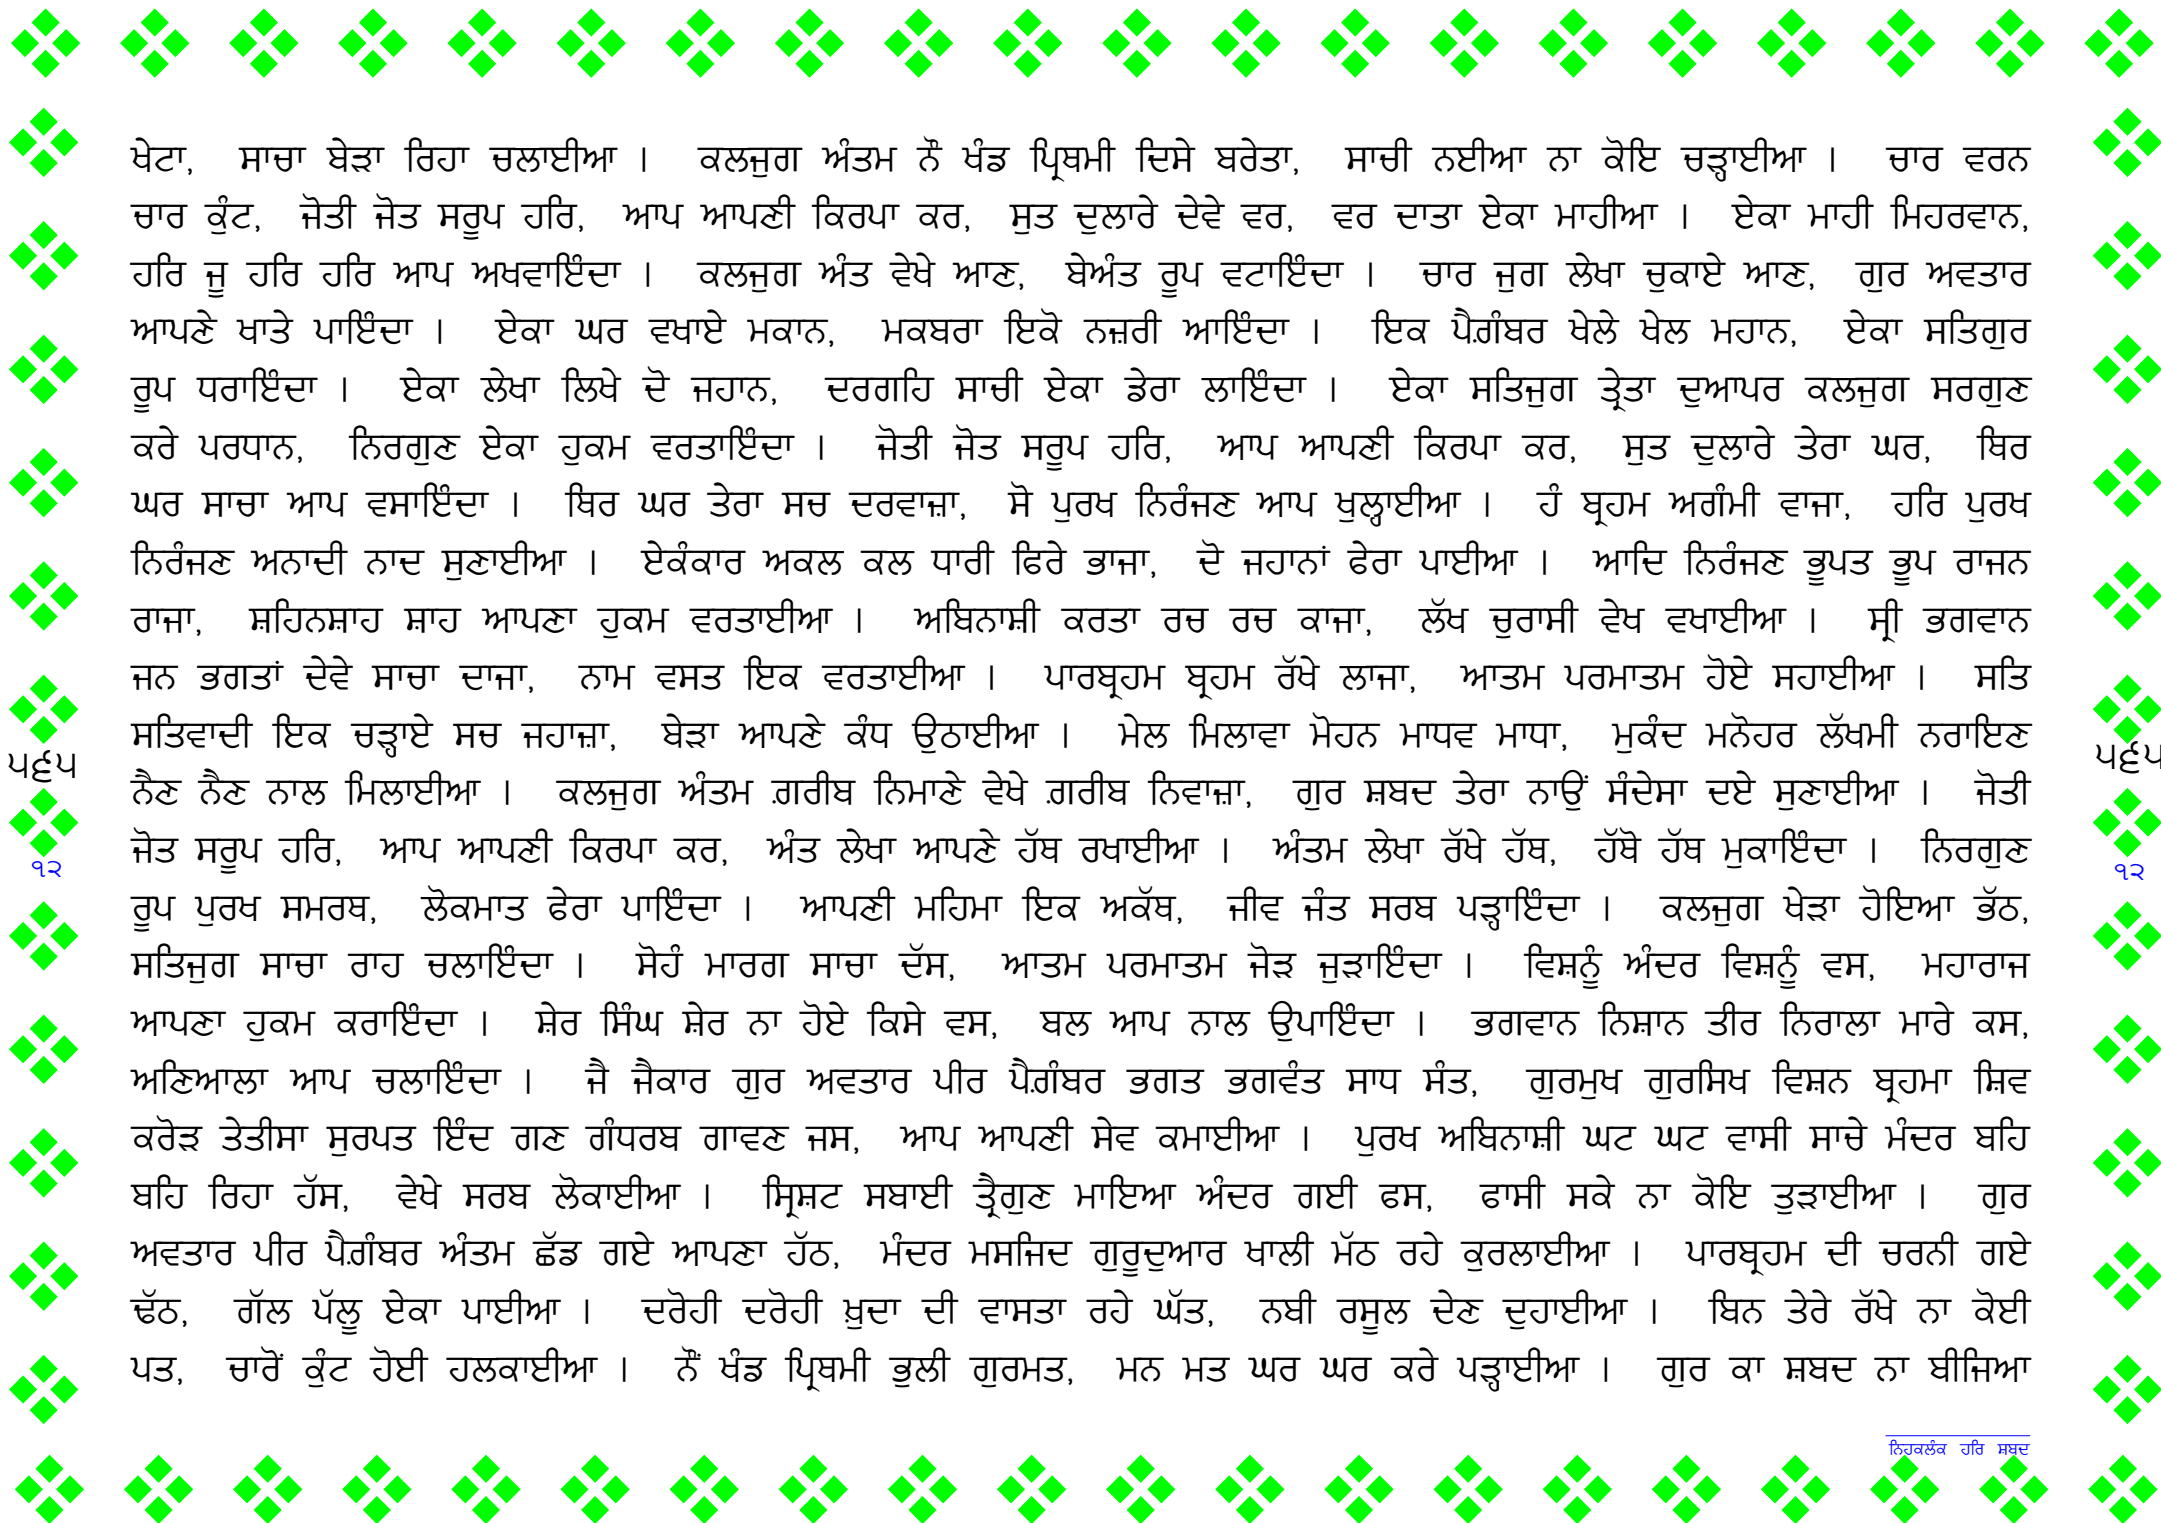 ਖੇਟਾ, ਸਾਚਾ ਬੇੜਾ ਰਿਹਾ ਚਲਾਈਆ । ਕਲਜੁਗ ਅੰਤਮ ਨੌ ਖੰਡ ਪ੍ਰਿਥਮੀ ਦਿਸੇ ਬਰੇਤਾ, ਸਾਚੀ ਨਈਆ ਨਾ ਕੋਇ ਚੜ੍ਹਾਈਆ । ਚਾਰ ਵਰਨ
ਚਾਰ ਕੁੰਟ, ਜੋਤੀ ਜੋਤ ਸਰੂਪ ਹਰਿ, ਆਪ ਆਪਣੀ ਕਿਰਪਾ ਕਰ, ਸੁਤ ਦੁਲਾਰੇ ਦੇਵੇ ਵਰ, ਵਰ ਦਾਤਾ ਏਕਾ ਮਾਹੀਆ । ਏਕਾ ਮਾਹੀ ਮਿਹਰਵਾਨ,
ਹਰਿ ਜੂ ਹਰਿ ਹਰਿ ਆਪ ਅਖਵਾਇੰਦਾ । ਕਲਜੁਗ ਅੰਤ ਵੇਖੇ ਆਣ, ਬੇਅੰਤ ਰੂਪ ਵਟਾਇੰਦਾ । ਚਾਰ ਜੁਗ ਲੇਖਾ ਚੁਕਾਏ ਆਣ, ਗੁਰ ਅਵਤਾਰ
ਆਪਣੇ ਖਾਤੇ ਪਾਇੰਦਾ । ਏਕਾ ਘਰ ਵਖਾਏ ਮਕਾਨ, ਮਕਬਰਾ ਇਕੋ ਨਜ਼ਰੀ ਆਇੰਦਾ । ਇਕ ਪੈਗ਼ੰਬਰ ਖੇਲੇ ਖੇਲ ਮਹਾਨ, ਏਕਾ ਸਤਿਗੁਰ
ਰੂਪ ਧਰਾਇੰਦਾ । ਏਕਾ ਲੇਖਾ ਲਿਖੇ ਦੋ ਜਹਾਨ, ਦਰਗਹਿ ਸਾਚੀ ਏਕਾ ਡੇਰਾ ਲਾਇੰਦਾ । ਏਕਾ ਸਤਿਜੁਗ ਤ੍ਰੇਤਾ ਦੁਆਪਰ ਕਲਜੁਗ ਸਰਗੁਣ
ਕਰੇ ਪਰਧਾਨ, ਨਿਰਗੁਣ ਏਕਾ ਹੁਕਮ ਵਰਤਾਇੰਦਾ । ਜੋਤੀ ਜੋਤ ਸਰੂਪ ਹਰਿ, ਆਪ ਆਪਣੀ ਕਿਰਪਾ ਕਰ, ਸੁਤ ਦੁਲਾਰੇ ਤੇਰਾ ਘਰ, ਥਿਰ
ਘਰ ਸਾਚਾ ਆਪ ਵਸਾਇੰਦਾ । ਥਿਰ ਘਰ ਤੇਰਾ ਸਚ ਦਰਵਾਜ਼ਾ, ਸੋ ਪੁਰਖ ਨਿਰੰਜਣ ਆਪ ਖੁਲ੍ਹਾਈਆ । ਹੰ ਬ੍ਰਹਮ ਅਗੰਮੀ ਵਾਜਾ, ਹਰਿ ਪੁਰਖ
ਨਿਰੰਜਣ ਅਨਾਦੀ ਨਾਦ ਸੁਣਾਈਆ । ਏਕੰਕਾਰ ਅਕਲ ਕਲ ਧਾਰੀ ਫਿਰੇ ਭਾਜਾ, ਦੋ ਜਹਾਨਾਂ ਫੇਰਾ ਪਾਈਆ । ਆਦਿ ਨਿਰੰਜਣ ਭੂਪਤ ਭੂਪ ਰਾਜਨ
ਰਾਜਾ, ਸ਼ਹਿਨਸ਼ਾਹ ਸ਼ਾਹ ਆਪਣਾ ਹੁਕਮ ਵਰਤਾਈਆ । ਅਬਿਨਾਸ਼ੀ ਕਰਤਾ ਰਚ ਰਚ ਕਾਜਾ, ਲੱਖ ਚੁਰਾਸੀ ਵੇਖ ਵਖਾਈਆ । ਸ੍ਰੀ ਭਗਵਾਨ
ਜਨ ਭਗਤਾਂ ਦੇਵੇ ਸਾਚਾ ਦਾਜਾ, ਨਾਮ ਵਸਤ ਇਕ ਵਰਤਾਈਆ । ਪਾਰਬ੍ਰਹਮ ਬ੍ਰਹਮ ਰੱਖੇ ਲਾਜਾ, ਆਤਮ ਪਰਮਾਤਮ ਹੋਏ ਸਹਾਈਆ । ਸਤਿ
ਸਤਿਵਾਦੀ ਇਕ ਚੜ੍ਹਾਏ ਸਚ ਜਹਾਜ਼ਾ, ਬੇੜਾ ਆਪਣੇ ਕੰਧ ਉਠਾਈਆ । ਮੇਲ ਮਿਲਾਵਾ ਮੋਹਨ ਮਾਧਵ ਮਾਧਾ, ਮੁਕੰਦ ਮਨੋਹਰ ਲੱਖਮੀ ਨਰਾਇਣ
ਨੈਣ ਨੈਣ ਨਾਲ ਮਿਲਾਈਆ । ਕਲਜੁਗ ਅੰਤਮ ਗ਼ਰੀਬ ਨਿਮਾਣੇ ਵੇਖੇ ਗ਼ਰੀਬ ਨਿਵਾਜ਼ਾ, ਗੁਰ ਸ਼ਬਦ ਤੇਰਾ ਨਾਉਂ ਸੰਦੇਸਾ ਦਏ ਸੁਣਾਈਆ । ਜੋਤੀ
ਜੋਤ ਸਰੂਪ ਹਰਿ, ਆਪ ਆਪਣੀ ਕਿਰਪਾ ਕਰ, ਅੰਤ ਲੇਖਾ ਆਪਣੇ ਹੱਥ ਰਖਾਈਆ । ਅੰਤਮ ਲੇਖਾ ਰੱਖੇ ਹੱਥ, ਹੱਥੋ ਹੱਥ ਮੁਕਾਇੰਦਾ । ਨਿਰਗੁਣ
ਰੂਪ ਪੁਰਖ ਸਮਰਥ, ਲੋਕਮਾਤ ਫੇਰਾ ਪਾਇੰਦਾ । ਆਪਣੀ ਮਹਿਮਾ ਇਕ ਅਕੱਥ, ਜੀਵ ਜੰਤ ਸਰਬ ਪੜ੍ਹਾਇੰਦਾ । ਕਲਜੁਗ ਖੇੜਾ ਹੋਇਆ ਭੱਠ,
ਸਤਿਜੁਗ ਸਾਚਾ ਰਾਹ ਚਲਾਇੰਦਾ । ਸੋਹੰ ਮਾਰਗ ਸਾਚਾ ਦੱਸ, ਆਤਮ ਪਰਮਾਤਮ ਜੋੜ ਜੁੜਾਇੰਦਾ । ਵਿਸ਼ਨੂੰ ਅੰਦਰ ਵਿਸ਼ਨੂੰ ਵਸ, ਮਹਾਰਾਜ
ਆਪਣਾ ਹੁਕਮ ਕਰਾਇੰਦਾ । ਸ਼ੇਰ ਸਿੰਘ ਸ਼ੇਰ ਨਾ ਹੋਏ ਕਿਸੇ ਵਸ, ਬਲ ਆਪ ਨਾਲ ਉਪਾਇੰਦਾ । ਭਗਵਾਨ ਨਿਸ਼ਾਨ ਤੀਰ ਨਿਰਾਲਾ ਮਾਰੇ ਕਸ,
ਅਣਿਆਲਾ ਆਪ ਚਲਾਇੰਦਾ । ਜੈ ਜੈਕਾਰ ਗੁਰ ਅਵਤਾਰ ਪੀਰ ਪੈਗ਼ੰਬਰ ਭਗਤ ਭਗਵੰਤ ਸਾਧ ਸੰਤ, ਗੁਰਮੁਖ ਗੁਰਸਿਖ ਵਿਸ਼ਨ ਬ੍ਰਹਮਾ ਸ਼ਿਵ
ਕਰੋੜ ਤੇਤੀਸਾ ਸੁਰਪਤ ਇੰਦ ਗਣ ਗੰਧਰਬ ਗਾਵਣ ਜਸ, ਆਪ ਆਪਣੀ ਸੇਵ ਕਮਾਈਆ । ਪੁਰਖ ਅਬਿਨਾਸ਼ੀ ਘਟ ਘਟ ਵਾਸੀ ਸਾਚੇ ਮੰਦਰ ਬਹਿ
ਬਹਿ ਰਿਹਾ ਹੱਸ, ਵੇਖੇ ਸਰਬ ਲੋਕਾਈਆ । ਸ੍ਰਿਸ਼ਟ ਸਬਾਈ ਤ੍ਰੈਗੁਣ ਮਾਇਆ ਅੰਦਰ ਗਈ ਫਸ, ਫਾਸੀ ਸਕੇ ਨਾ ਕੋਇ ਤੁੜਾਈਆ । ਗੁਰ
ਅਵਤਾਰ ਪੀਰ ਪੈਗ਼ੰਬਰ ਅੰਤਮ ਛੱਡ ਗਏ ਆਪਣਾ ਹੱਠ, ਮੰਦਰ ਮਸਜਿਦ ਗੁਰੂਦੁਆਰ ਖਾਲੀ ਮੱਠ ਰਹੇ ਕੁਰਲਾਈਆ । ਪਾਰਬ੍ਰਹਮ ਦੀ ਚਰਨੀ ਗਏ
ਢੱਠ, ਗੱਲ ਪੱਲੂ ਏਕਾ ਪਾਈਆ । ਦਰੋਹੀ ਦਰੋਹੀ ਖ਼ੁਦਾ ਦੀ ਵਾਸਤਾ ਰਹੇ ਘੱਤ, ਨਬੀ ਰਸੂਲ ਦੇਣ ਦੁਹਾਈਆ । ਬਿਨ ਤੇਰੇ ਰੱਖੇ ਨਾ ਕੋਈ
ਪਤ, ਚਾਰੋਂ ਕੁੰਟ ਹੋਈ ਹਲਕਾਈਆ । ਨੌਂ ਖੰਡ ਪ੍ਰਿਥਮੀ ਭੁਲੀ ਗੁਰਮਤ, ਮਨ ਮਤ ਘਰ ਘਰ ਕਰੇ ਪੜ੍ਹਾਈਆ । ਗੁਰ ਕਾ ਸ਼ਬਦ ਨਾ ਬੀਜਿਆ
੫੬੫
੧੨
੫੬੫
੧੨
ਨਿਹਕਲੰਕ ਹਰਿ ਸ਼ਬਦ